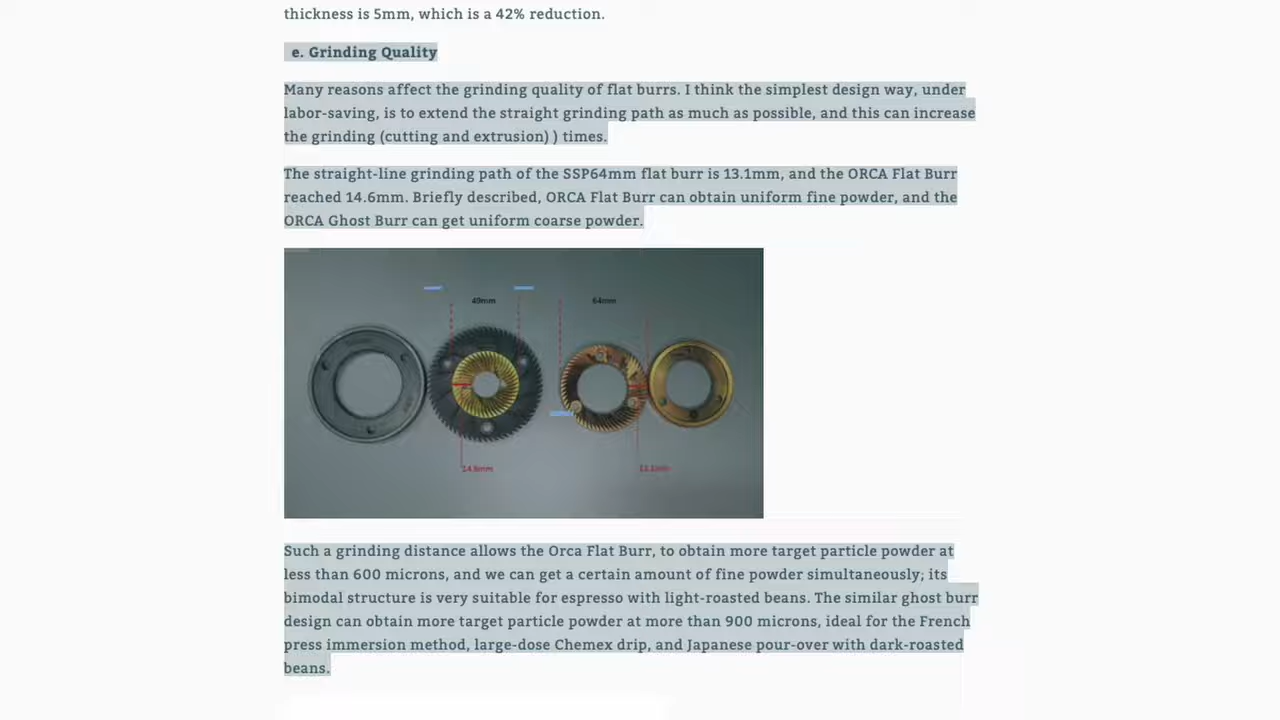 thickness is 5mm, which is a 42% reduction.
e. Grinding Quality
Many reasons affect the grinding quality of flat burrs. I think the simplest design way, under
labor-saving, is to extend the straight grinding path as much as possible, and this can increase
the grinding (cutting and extrusion) ) times.
The straight-line grinding path of the SSP64mm flat burr is 13.1mm, and the ORCA Flat Burr
reached 14.6mm. Briefly described, ORCA Flat Burr can obtain uniform fine powder, and the
ORCA Ghost Burr can get uniform coarse powder.
49mm 64mm
14.6mm
Such a grinding distance allows the Orca Flat Burr, to obtain more target particle powder at
less than 600 microns, and we can get a certain amount of fine powder simultaneously; its
bimodal structure is very suitable for espresso with light-roasted beans. The similar ghost burr
design can obtain more target particle powder at more than 900 microns, ideal for the French
press immersion method, large-dose Chemex drip, and Japanese pour-over with dark-roasted
beans.